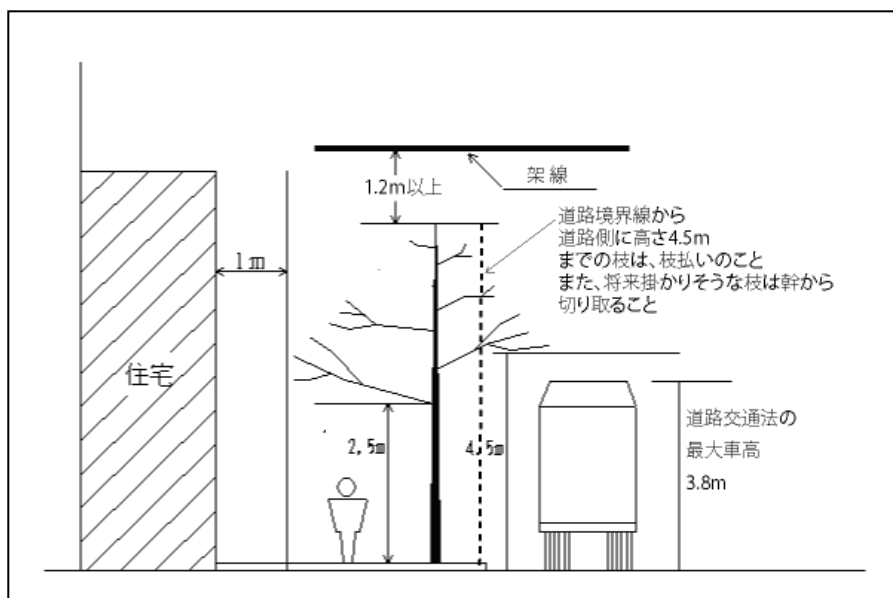 架線
1.2m以上
道路境界線から
道路側に高さ4.5m
までの枝は、枝払いのこと
また、将来掛かりそうな枝は幹から
切り取ること
1m
住宅
2,5m
4,5m
道路交通法の
最大車高
3.8m